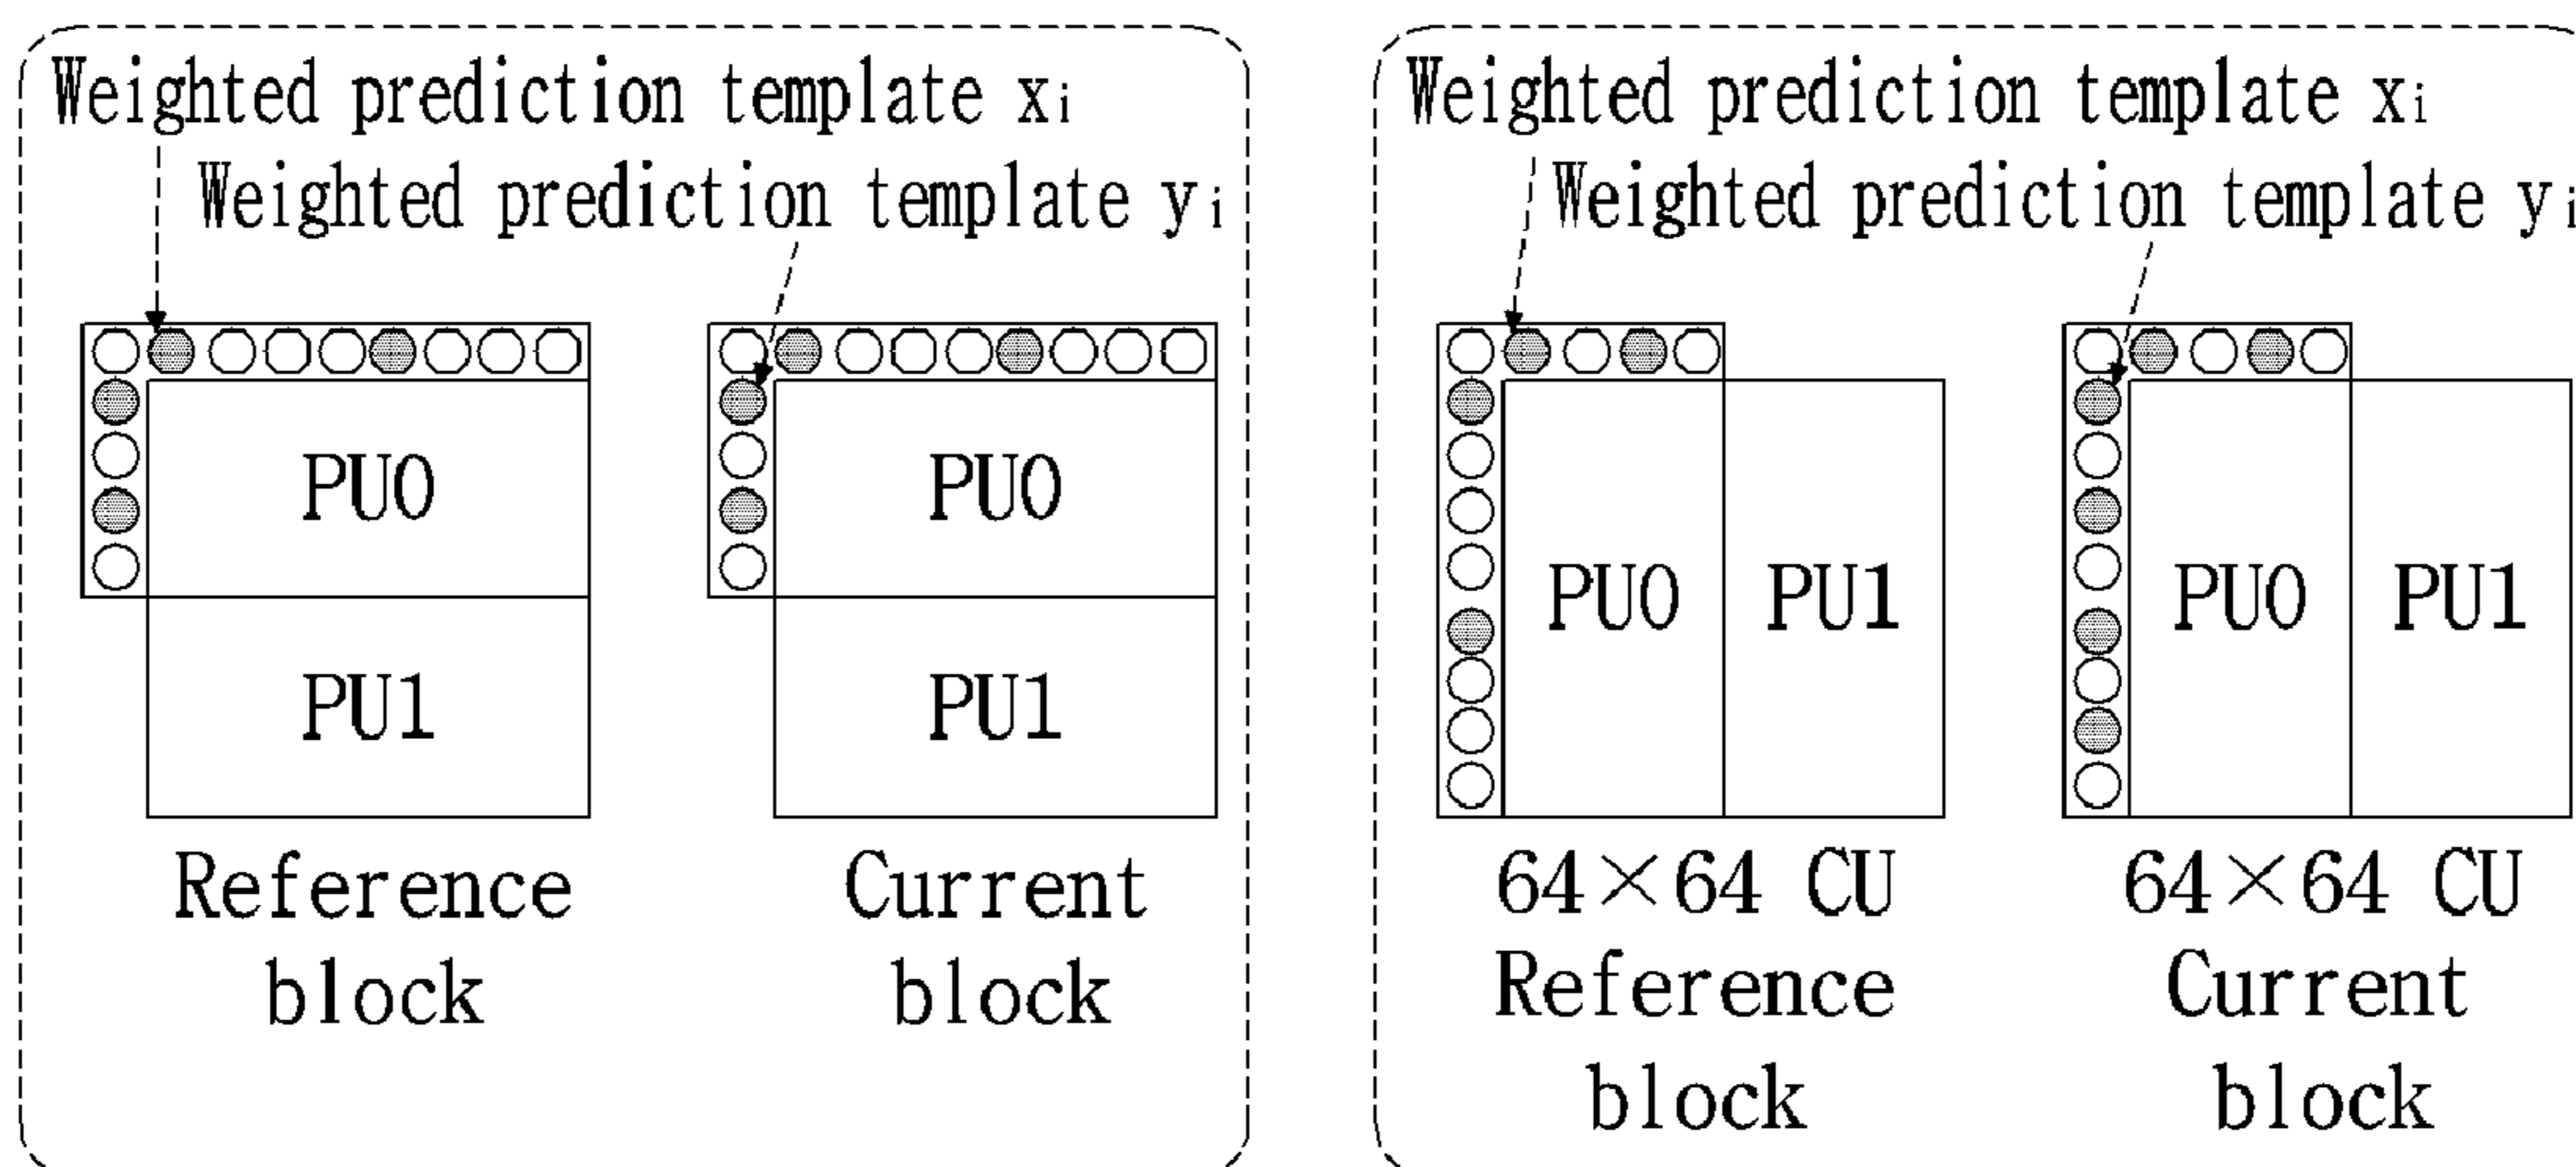 Weighted prediction template xi
Weighted prediction template yi
PU0
PU1
Reference
block
PU0
PU1
Current
block
Weighted prediction template xi
Weighted prediction template yi
PU0 PU1
64×64 CU
Reference
block
PU0 PU1
64×64 CU
Current
block